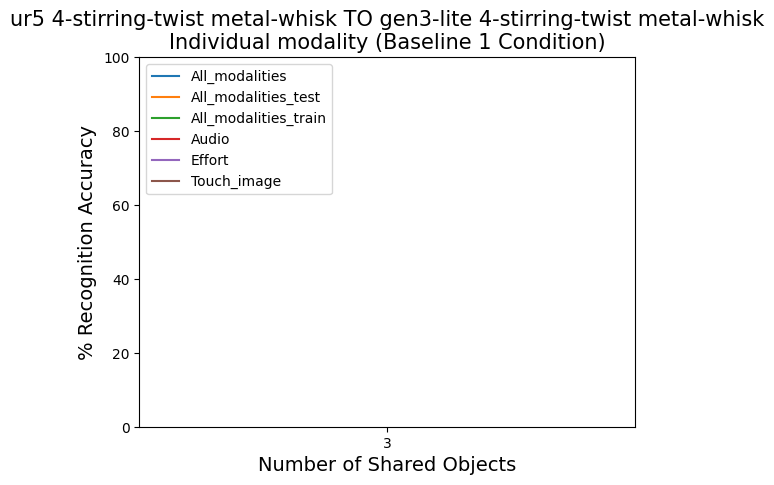 ur5 4-stirring-twist metal-whisk TO gen3-lite 4-stirring-twist metal-whisk
Individual modality (Baseline 1 Condition)
100
80
60
40
20
0
% Recognition Accuracy
All_modalities
All_modalities_test
All_modalities_train
Audio
Effort
Touch_image
3
Number of Shared Objects